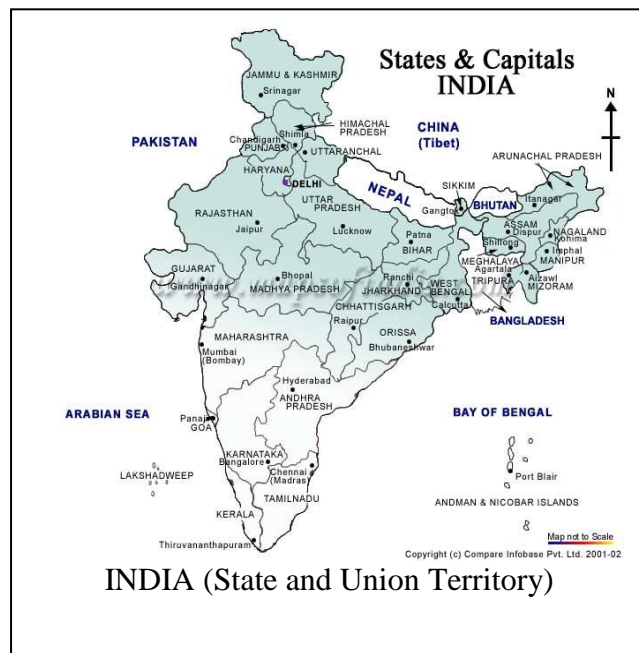 States & Capitals
INDIA
N
JAMMU & KASHMIR
Srinagar
HIMACHAL
PRADESH
CHINA
(Tibet)
PAKISTAN
Chandigarh
Shimla
PUNJAB
UTTARANCHAL
ARUNACHAL PRADESH
HARYANA
DELHI
NEPAL
SIKKIM
BHUTAN
Itanagar
UTTAR
PRADESH
Gangtok
RAJASTHAN
Jaipur
Lucknow
Patna
BIHAR
ASSAM
Dispur
NAGALAND
Kohima
Shillong
Imphal
MEGHALAYA
MANIPUR
GUJARAT
Gandhinagar
Bhopal
MADHYA PRADESH
Ranchi
JHARKHAND
WEST
BENGAL
Agartala
TRIPURA
Aizawl
MIZORAM
CHHATTISGARH
Calcutta
BANGLADESH
Raipur
ORISSA
Bhubaneshwar
MAHARASHTRA
Mumbai
(Bombay)
Hyderabad
ANDHRA
PRADESH
ARABIAN SEA
BAY OF BENGAL
Panaji
GOA
KARNATAKA
Bangalore
Chennai
(Madras)
LAKSHADWEEP
TAMILNADU
Port Blair
KERALA
ANDMAN & NICOBAR ISLANDS
Thiruvananthapuram
Map not to Scale
Copyright (c) Compare Infobase Pvt. Ltd. 2001-02
INDIA (State and Union Territory)